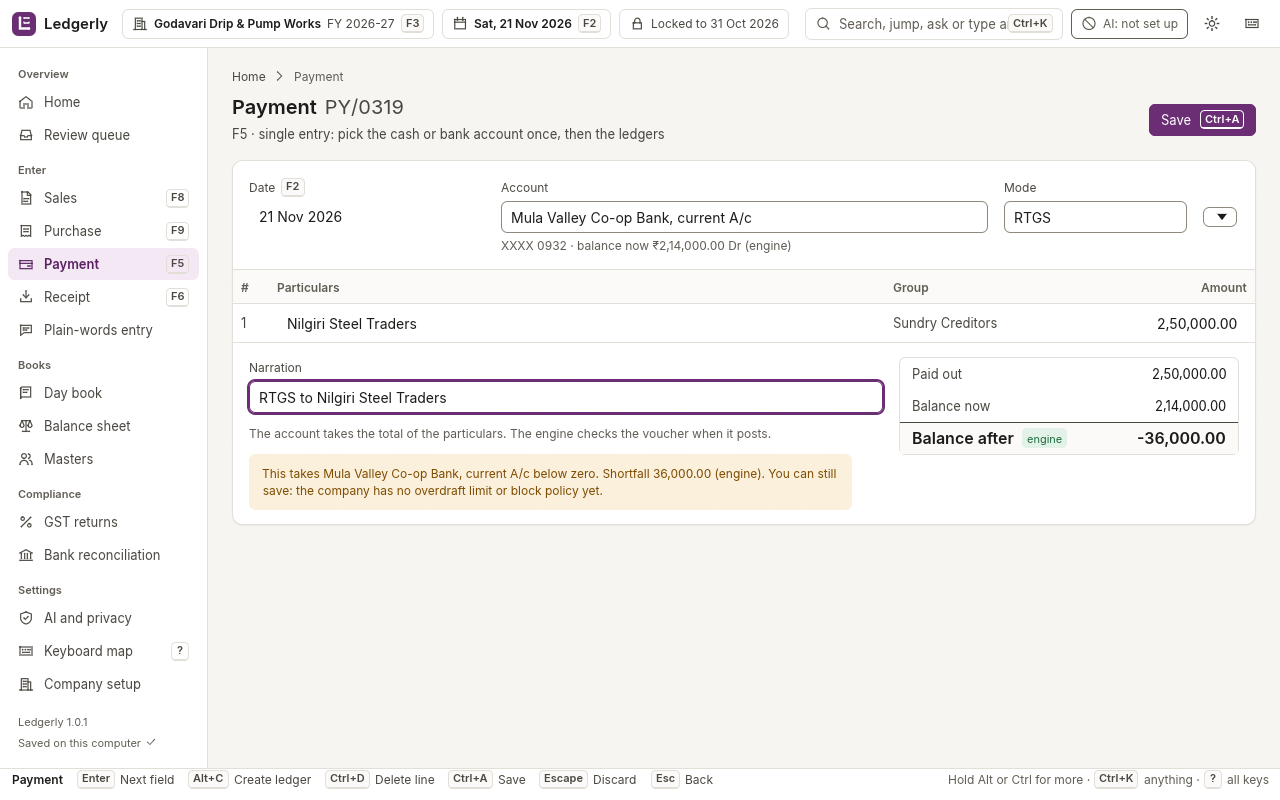 Ledgerly
Godavari Drip & Pump Works FY 2026-27 F3
Sat, 21 Nov 2026 F2
Locked to 31 Oct 2026
Search, jump, ask or type a Ctrl+K
AI: not set up
Overview
Home
Review queue
Enter
Sales F8
Purchase F9
Payment F5
Receipt F6
Plain-words entry
Books
Day book
Balance sheet
Masters
Compliance
GST returns
Bank reconciliation
Settings
AI and privacy
Keyboard map ?
Company setup
Ledgerly 1.0.1
Saved on this computer
Home > Payment
Payment PY/0319
F5 · single entry: pick the cash or bank account once, then the ledgers
Save Ctrl+A
Date F2 Account Mode
21 Nov 2026 Mula Valley Co-op Bank, current A/c RTGS
XXXX 0932 · balance now ₹2,14,000.00 Dr (engine)
# Particulars Group Amount
1 Nilgiri Steel Traders Sundry Creditors 2,50,000.00
Narration
RTGS to Nilgiri Steel Traders
The account takes the total of the particulars. The engine checks the voucher when it posts.
This takes Mula Valley Co-op Bank, current A/c below zero. Shortfall 36,000.00 (engine). You can still
save: the company has no overdraft limit or block policy yet.
Paid out 2,50,000.00
Balance now 2,14,000.00
Balance after engine -36,000.00
Payment Enter Next field Alt+C Create ledger Ctrl+D Delete line Ctrl+A Save Escape Discard Esc Back
Hold Alt or Ctrl for more · Ctrl+K anything · ? all keys